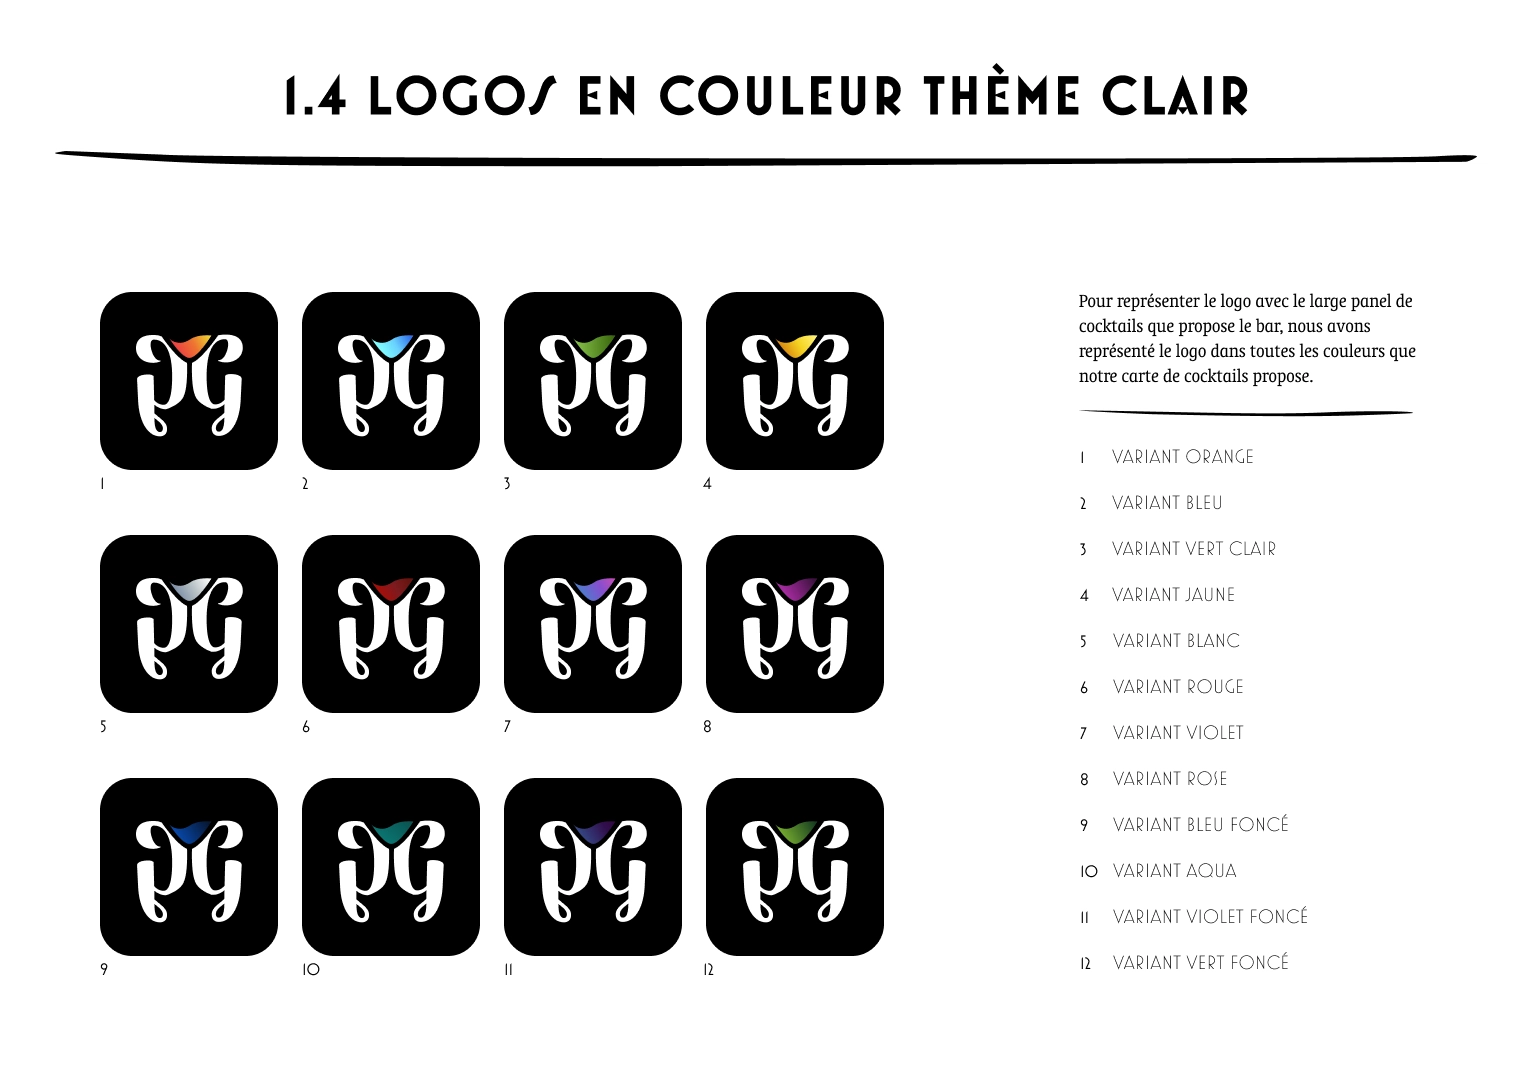 1.4 LOGOS EN COULEUR THÈME CLAIR
Pour représenter le logo avec le large panel de
cocktails que propose le bar, nous avons
représenté le logo dans toutes les couleurs que
notre carte de cocktails propose.
1 2 3 4
5 6 7 8
9 10 11 12
1 VARIANT ORANGE
2 VARIANT BLEU
3 VARIANT VERT CLAIR
4 VARIANT JAUNE
5 VARIANT BLANC
6 VARIANT ROUGE
7 VARIANT VIOLET
8 VARIANT ROSE
9 VARIANT BLEU FONCÉ
10 VARIANT AQUA
11 VARIANT VIOLET FONCÉ
12 VARIANT VERT FONCÉ